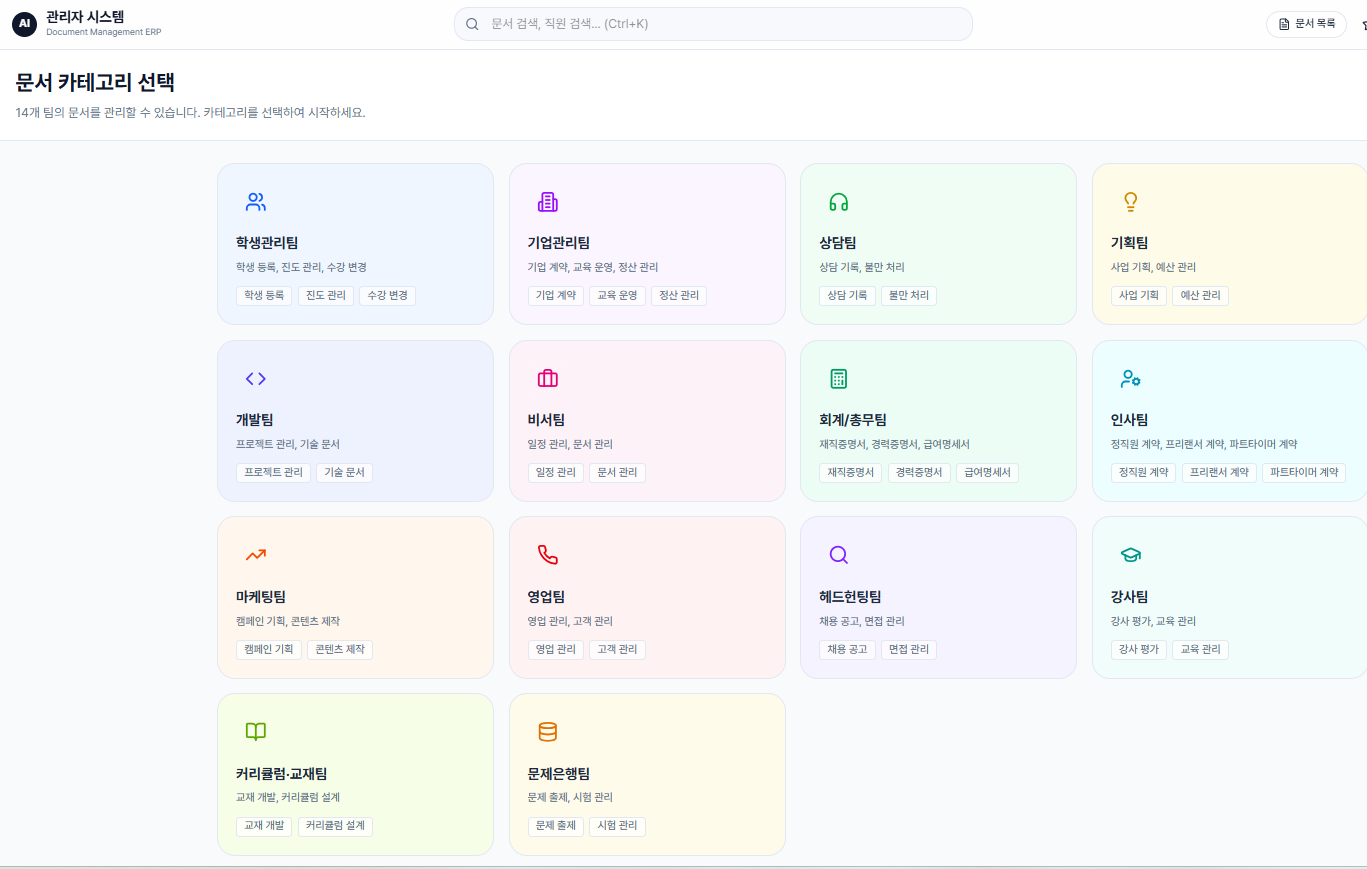 AI
관리자 시스템
Document Management ERP
문서 검색, 직원 검색... (Ctrl+K)
문서 목록
문서 카테고리 선택
14개 팀의 문서를 관리할 수 있습니다. 카테고리를 선택하여 시작하세요.
학생관리팀
학생 등록, 진도 관리, 수강 변경
학생 등록 진도 관리 수강 변경
기업관리팀
기업 계약, 교육 운영, 정산 관리
기업 계약 교육 운영 정산 관리
상담팀
상담 기록, 불만 처리
상담 기록 불만 처리
기획팀
사업 기획, 예산 관리
사업 기획 예산 관리
개발팀
프로젝트 관리, 기술 문서
프로젝트 관리 기술 문서
비서팀
일정 관리, 문서 관리
일정 관리 문서 관리
회계/총무팀
재직증명서, 경력증명서, 급여명세서
재직증명서 경력증명서 급여명세서
인사팀
정직원 계약, 프리랜서 계약, 파트타이머 계약
정직원 계약 프리랜서 계약 파트타이머 계약
마케팅팀
캠페인 기획, 콘텐츠 제작
캠페인 기획 콘텐츠 제작
영업팀
영업 관리, 고객 관리
영업 관리 고객 관리
헤드헌팅팀
채용 공고, 면접 관리
채용 공고 면접 관리
강사팀
강사 평가, 교육 관리
강사 평가 교육 관리
커리큘럼·교재팀
교재 개발, 커리큘럼 설계
교재 개발 커리큘럼 설계
문제은행팀
문제 출제, 시험 관리
문제 출제 시험 관리